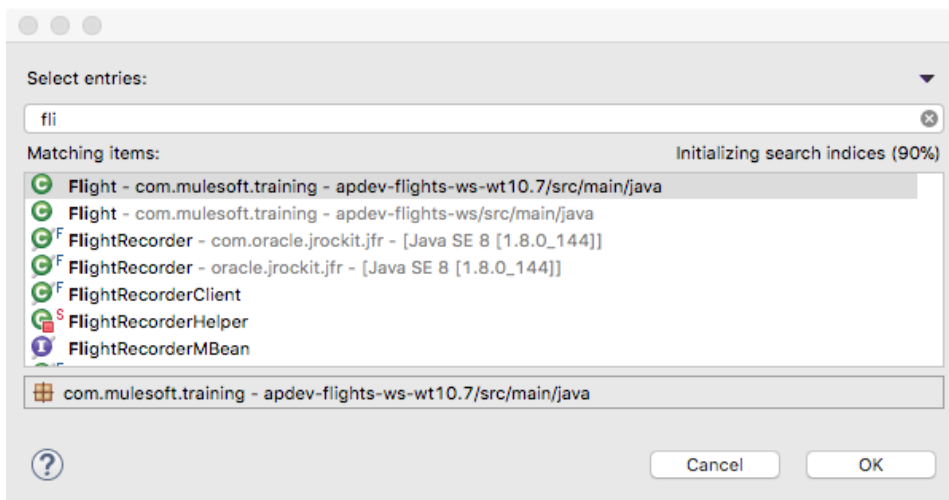 Select entries:
fli
Matching items: Initializing search indices (90%)
C Flight - com.mulesoft.training - apdev-flights-ws-wt10.7/src/main/java
C Flight - com.mulesoft.training - apdev-flights-ws/src/main/java
C F FlightRecorder - com.oracle.jrockit.jfr - [Java SE 8 [1.8.0_144]]
C F FlightRecorder - oracle.jrockit.jfr - [Java SE 8 [1.8.0_144]]
C F FlightRecorderClient
C S FlightRecorderHelper
I FlightRecorderMBean
com.mulesoft.training - apdev-flights-ws-wt10.7/src/main/java
? Cancel OK